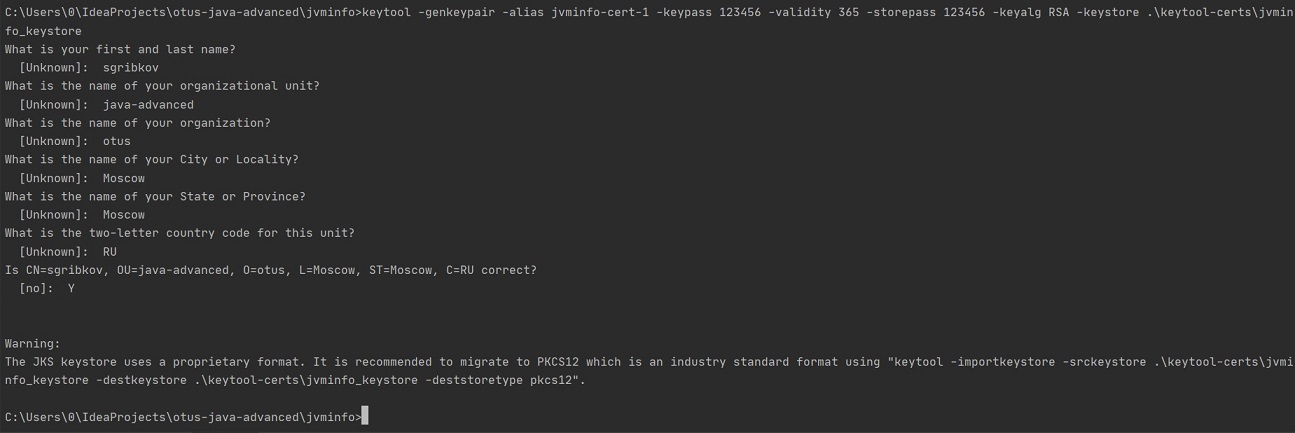 C:\Users\0\IdeaProjects\otus-java-advanced\jvminfo>keytool -genkeypair -alias jvminfo-cert-1 -keypass 123456 -validity 365 -storepass 123456 -keyalg RSA -keystore .\keytool-certs\jvmin
fo_keystore
What is your first and last name?
  [Unknown]:  sgribkov
What is the name of your organizational unit?
  [Unknown]:  java-advanced
What is the name of your organization?
  [Unknown]:  otus
What is the name of your City or Locality?
  [Unknown]:  Moscow
What is the name of your State or Province?
  [Unknown]:  Moscow
What is the two-letter country code for this unit?
  [Unknown]:  RU
Is CN=sgribkov, OU=java-advanced, O=otus, L=Moscow, ST=Moscow, C=RU correct?
  [no]:  Y
Warning:
The JKS keystore uses a proprietary format. It is recommended to migrate to PKCS12 which is an industry standard format using "keytool -importkeystore -srckeystore .\keytool-certs\jvmi
nfo_keystore -destkeystore .\keytool-certs\jvminfo_keystore -deststoretype pkcs12".
C:\Users\0\IdeaProjects\otus-java-advanced\jvminfo>